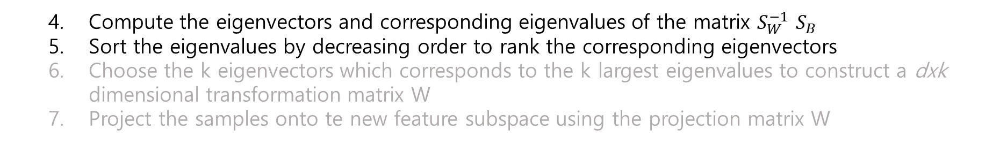 4. Compute the eigenvectors and corresponding eigenvalues of the matrix $S_W^{-1} S_B$
5. Sort the eigenvalues by decreasing order to rank the corresponding eigenvectors
6. Choose the k eigenvectors which corresponds to the k largest eigenvalues to construct a dxk
dimensional transformation matrix W
7. Project the samples onto te new feature subspace using the projection matrix W